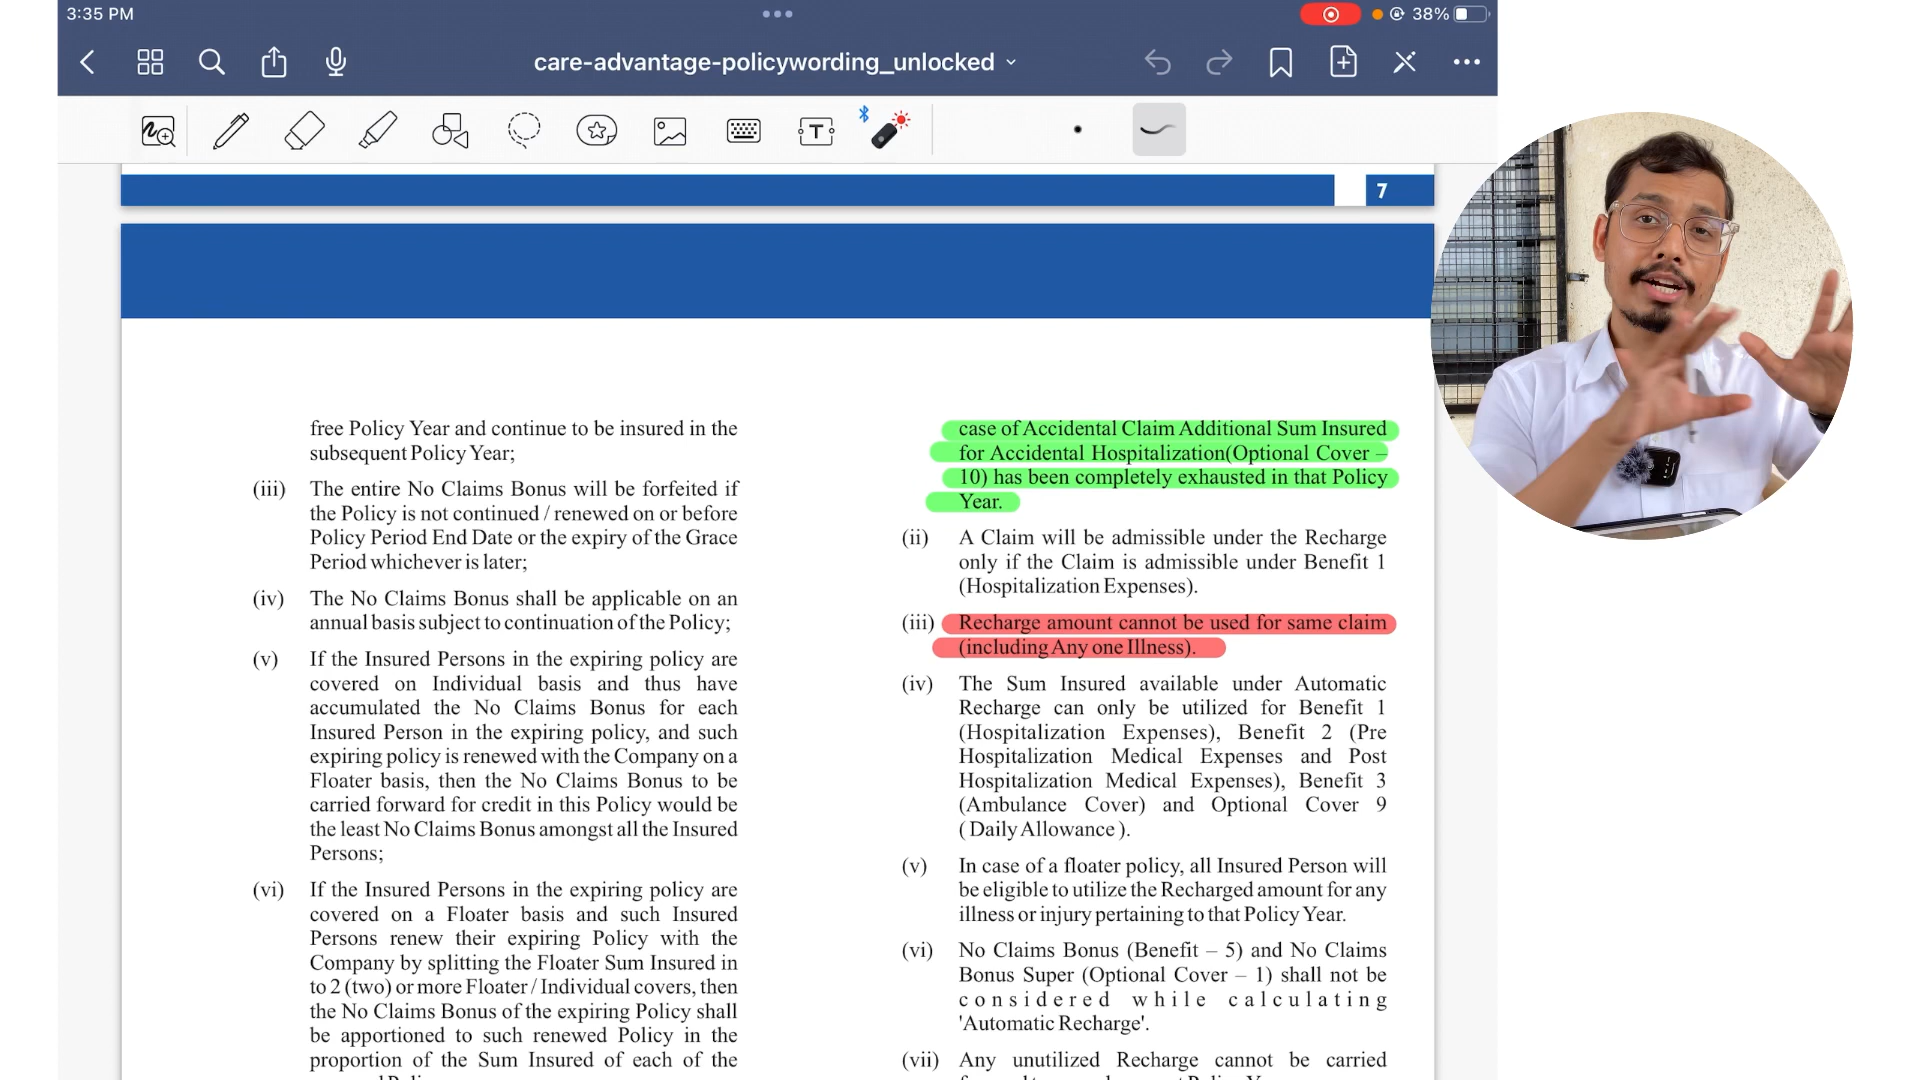 3:35 PM
38%
care-advantage-policywording_unlocked
T
7
free Policy Year and continue to be insured in the
subsequent Policy Year;
(iii) The entire No Claims Bonus will be forfeited if
the Policy is not continued / renewed on or before
Policy Period End Date or the expiry of the Grace
Period whichever is later;
(iv) The No Claims Bonus shall be applicable on an
annual basis subject to continuation of the Policy;
(v) If the Insured Persons in the expiring policy are
covered on Individual basis and thus have
accumulated the No Claims Bonus for each
Insured Person in the expiring policy, and such
expiring policy is renewed with the Company on a
Floater basis, then the No Claims Bonus to be
carried forward for credit in this Policy would be
the least No Claims Bonus amongst all the Insured
Persons;
(vi) If the Insured Persons in the expiring policy are
covered on a Floater basis and such Insured
Persons renew their expiring Policy with the
Company by splitting the Floater Sum Insured in
to 2 (two) or more Floater / Individual covers, then
the No Claims Bonus of the expiring Policy shall
be apportioned to such renewed Policy in the
proportion of the Sum Insured of each of the
case of Accidental Claim Additional Sum Insured
for Accidental Hospitalization(Optional Cover –
10) has been completely exhausted in that Policy
Year.
(ii) A Claim will be admissible under the Recharge
only if the Claim is admissible under Benefit 1
(Hospitalization Expenses).
(iii) Recharge amount cannot be used for same claim
(including Any one Illness).
(iv) The Sum Insured available under Automatic
Recharge can only be utilized for Benefit 1
(Hospitalization Expenses), Benefit 2 (Pre
Hospitalization Medical Expenses and Post
Hospitalization Medical Expenses), Benefit 3
(Ambulance Cover) and Optional Cover 9
( Daily Allowance ).
(v) In case of a floater policy, all Insured Person will
be eligible to utilize the Recharged amount for any
illness or injury pertaining to that Policy Year.
(vi) No Claims Bonus (Benefit – 5) and No Claims
Bonus Super (Optional Cover – 1) shall not be
considered while calculating
'Automatic Recharge'.
(vii) Any unutilized Recharge cannot be carried